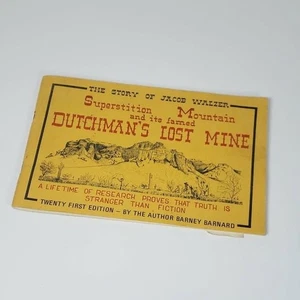 THE STORY OF JACOB WALZER
Superstition Mountain
and its famed
DUTCHMAN'S LOST MINE
A LIFETIME OF RESEARCH PROVES THAT TRUTH IS
STRANGER THAN FICTION
TWENTY FIRST EDITION - BY THE AUTHOR BARNEY BARNARD